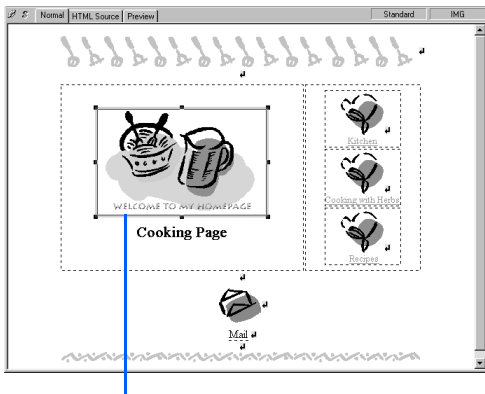 Normal HTML Source Preview Standard IMG
WELCOME TO MY HOMEPAGE
Cooking Page
Kitchen
Cooking with Herbs
Recipes
Mail